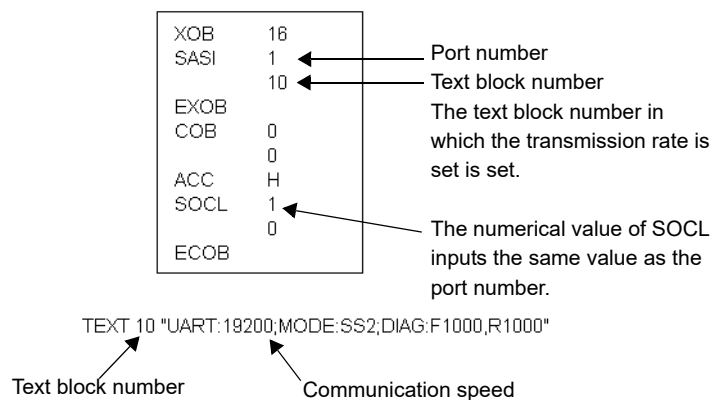 XOB 16
SASI 1
10
EXOB
COB 0
0
ACC H
SOCL 1
0
ECOB
Port number
Text block number
The text block number in
which the transmission rate is
set is set.
The numerical value of SOCL
inputs the same value as the
port number.
TEXT 10 "UART:19200;MODE:SS2;DIAG:F1000,R1000"
Text block number
Communication speed